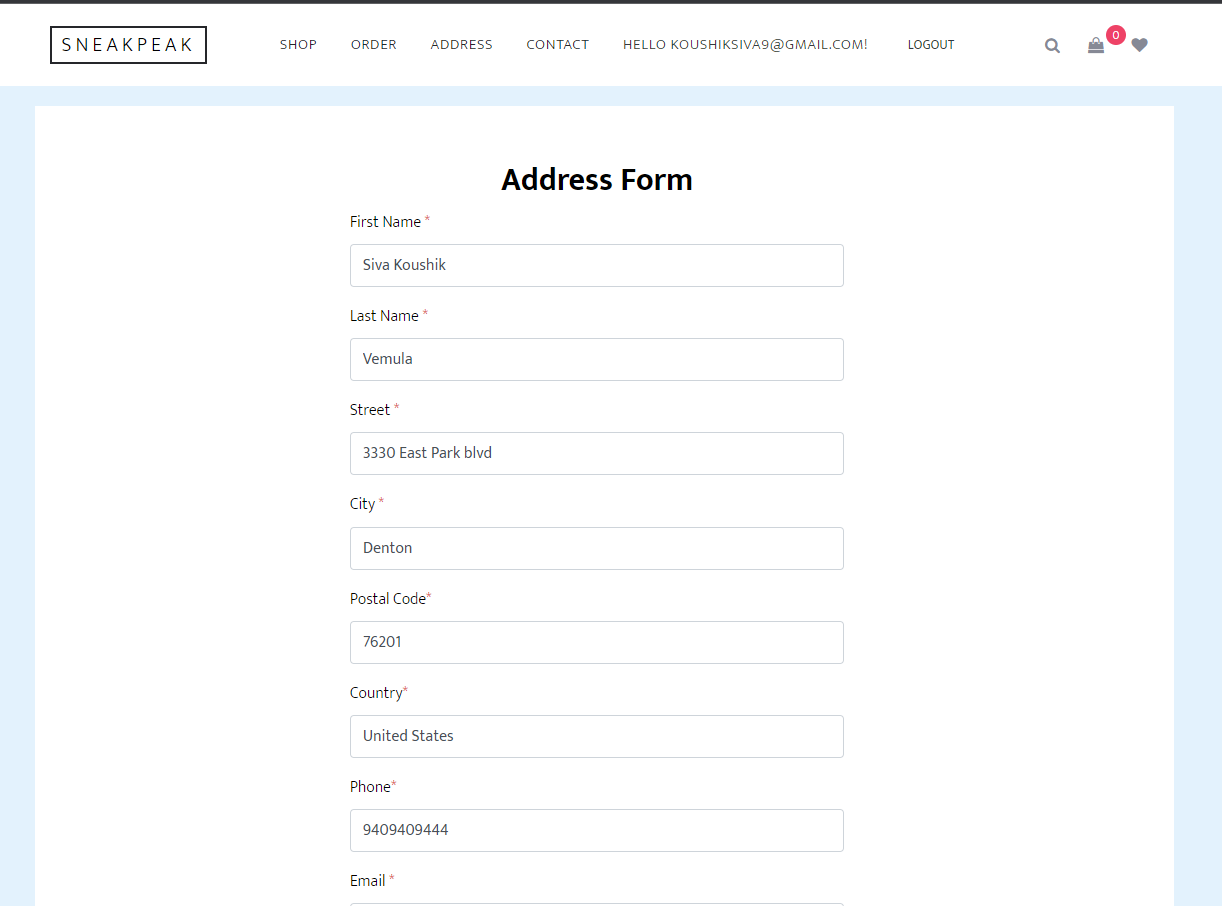 SNEAKPEAK
SHOP ORDER ADDRESS CONTACT HELLO KOUSHIKSIVA9@GMAIL.COM! LOGOUT 0
Address Form
First Name *
Siva Koushik
Last Name *
Vemula
Street *
3330 East Park blvd
City *
Denton
Postal Code*
76201
Country*
United States
Phone*
9409409444
Email *